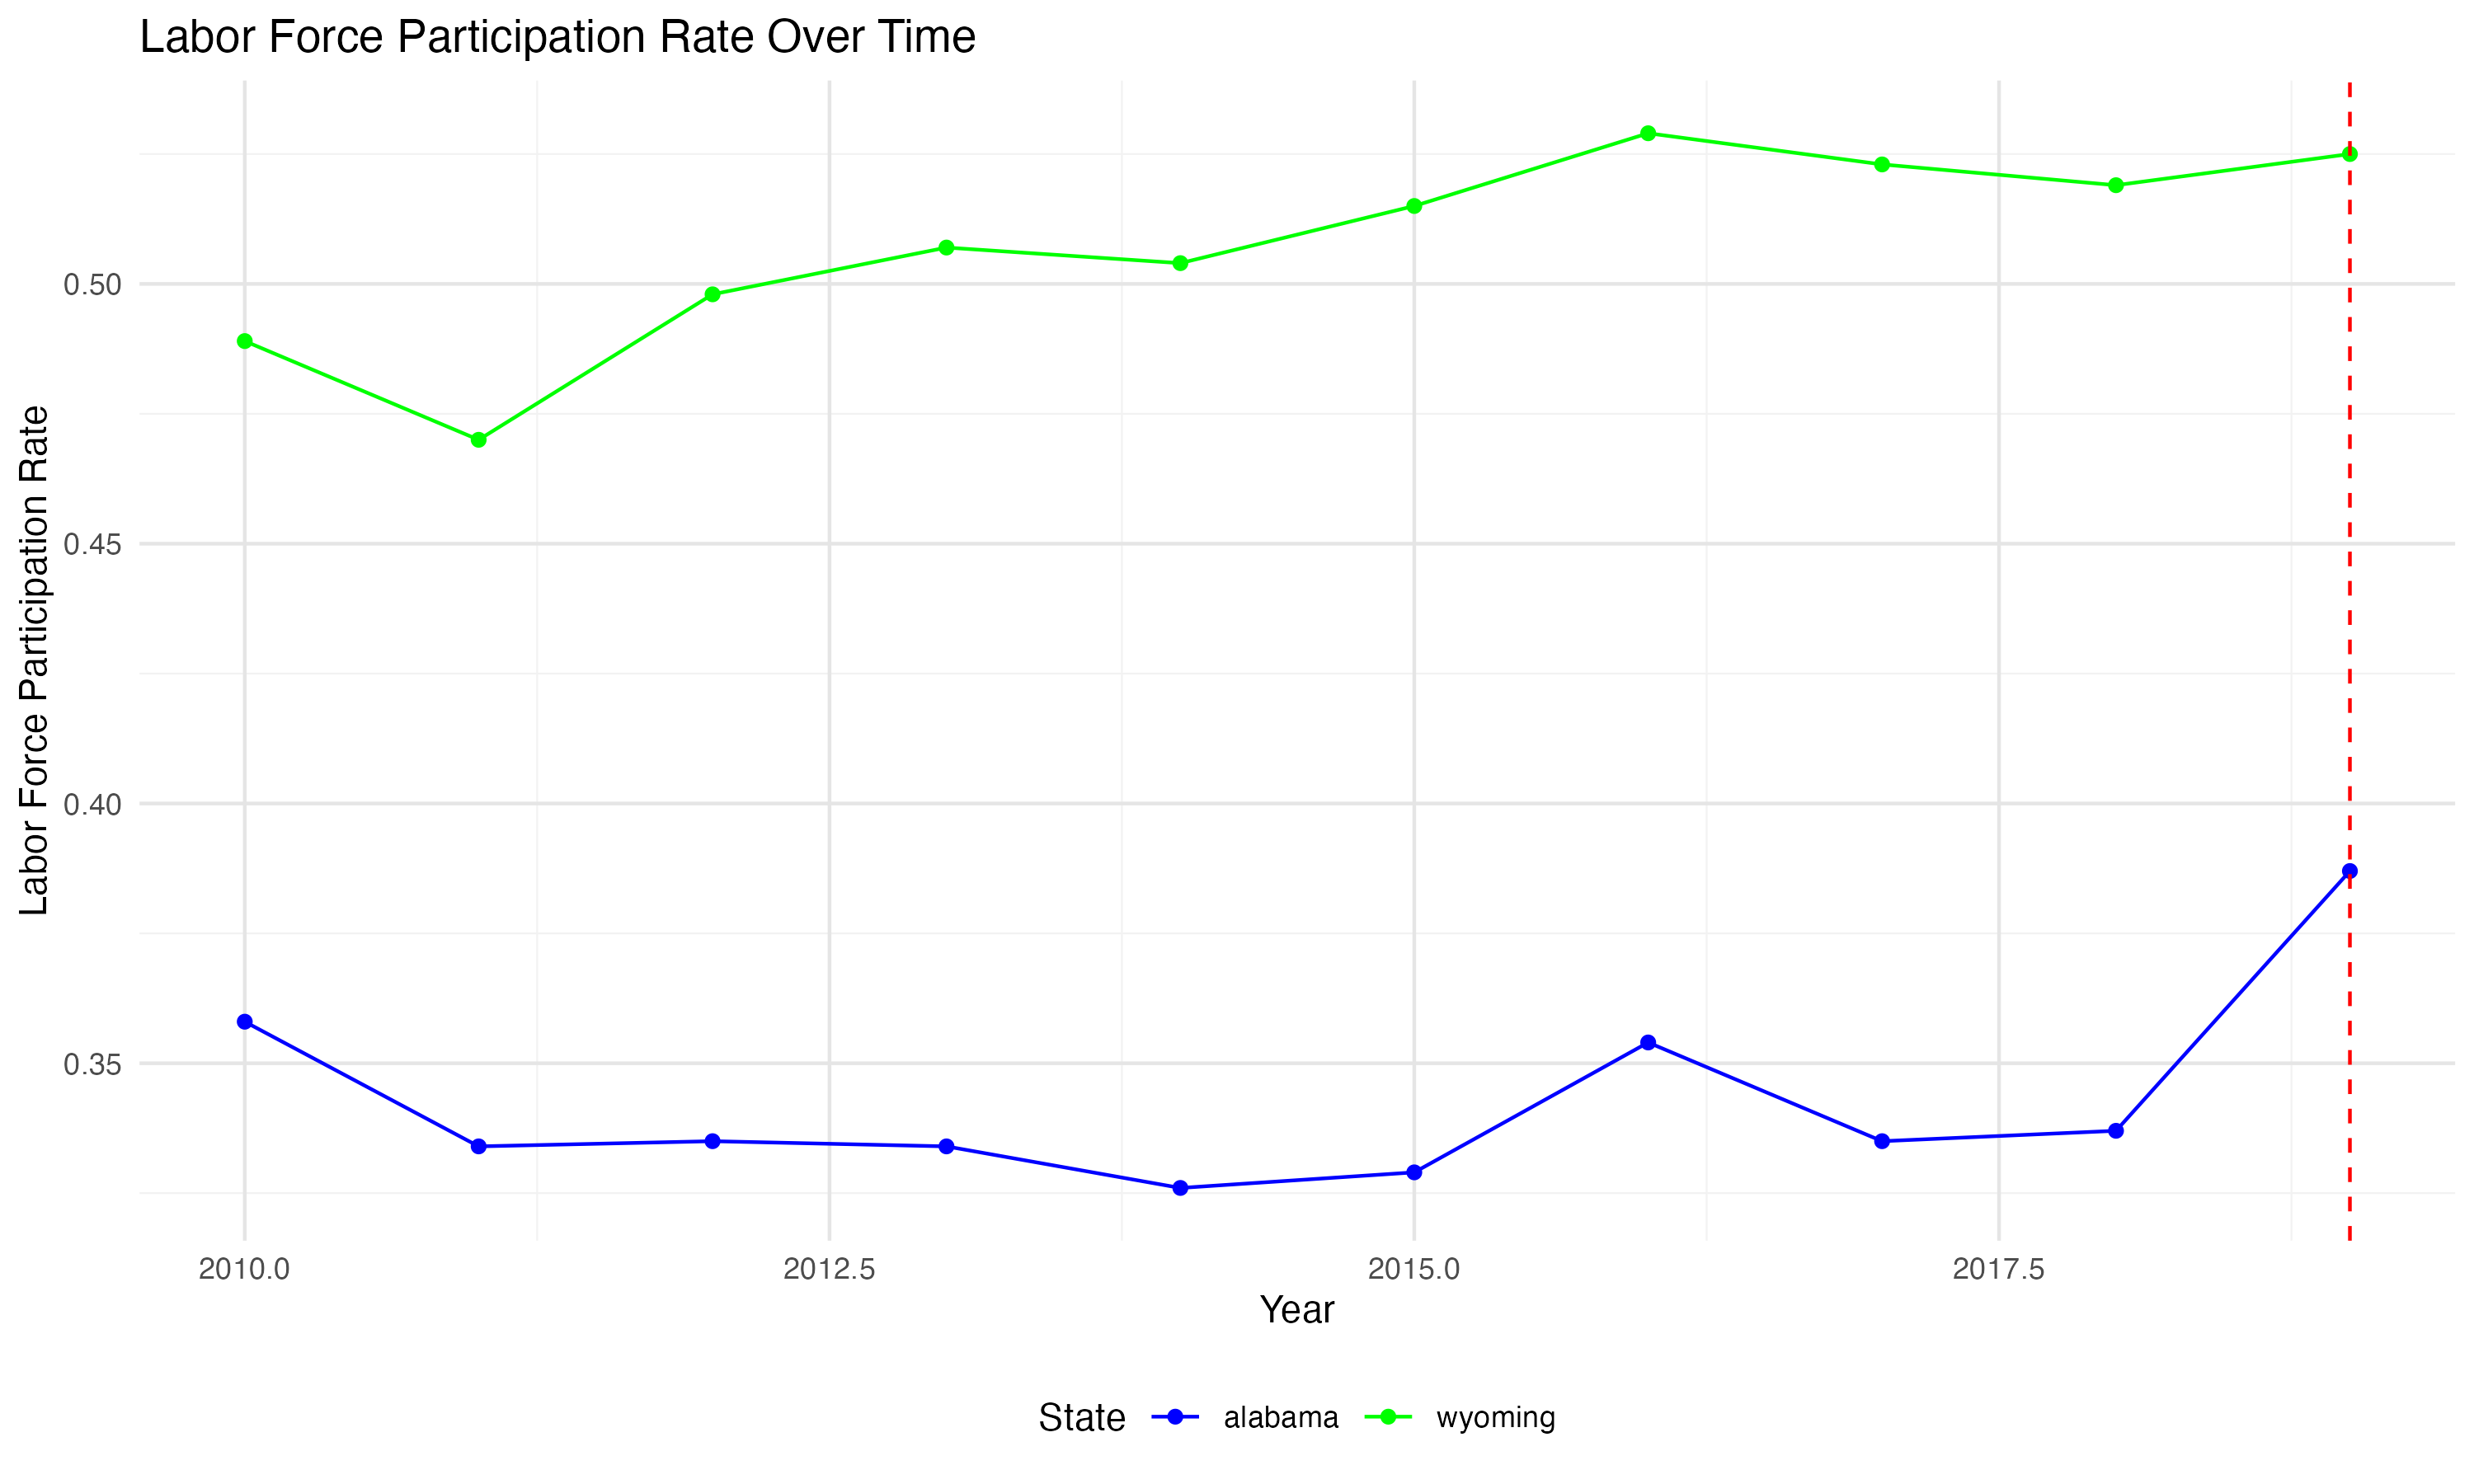 Labor Force Participation Rate Over Time
Labor Force Participation Rate
0.50
0.45
0.40
0.35
2010.0 2012.5 2015.0 2017.5
Year
State alabama wyoming